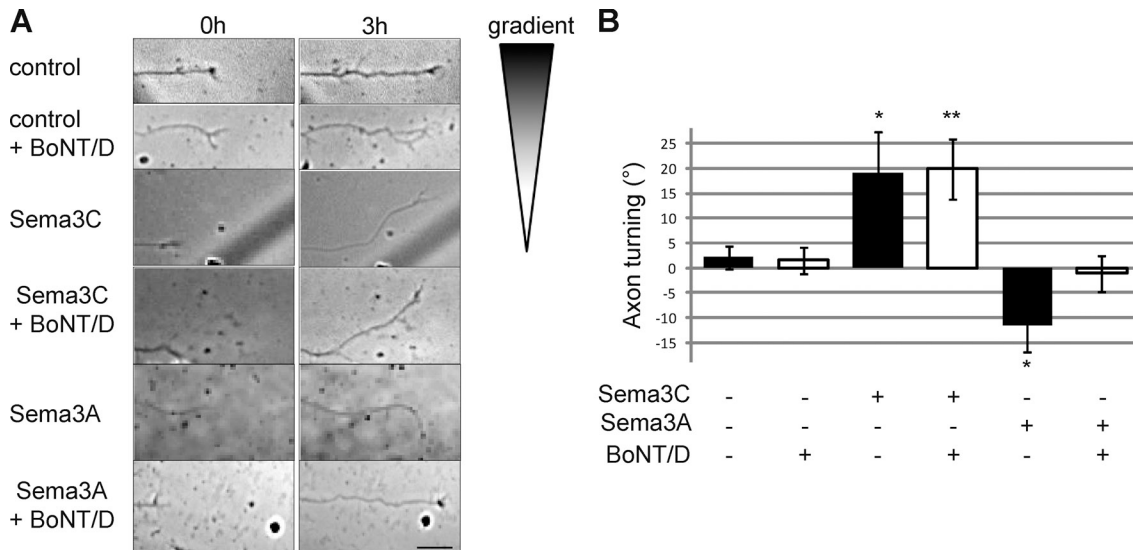 A
0h 3h gradient
control
control
+ BoNT/D
Sema3C
Sema3C
+ BoNT/D
Sema3A
Sema3A
+ BoNT/D
B
Axon turning (°)
25
20
15
10
5
0
-5
-10
-15
* **
*
Sema3C - - + + - -
Sema3A - - - - + +
BoNT/D - + - + - +